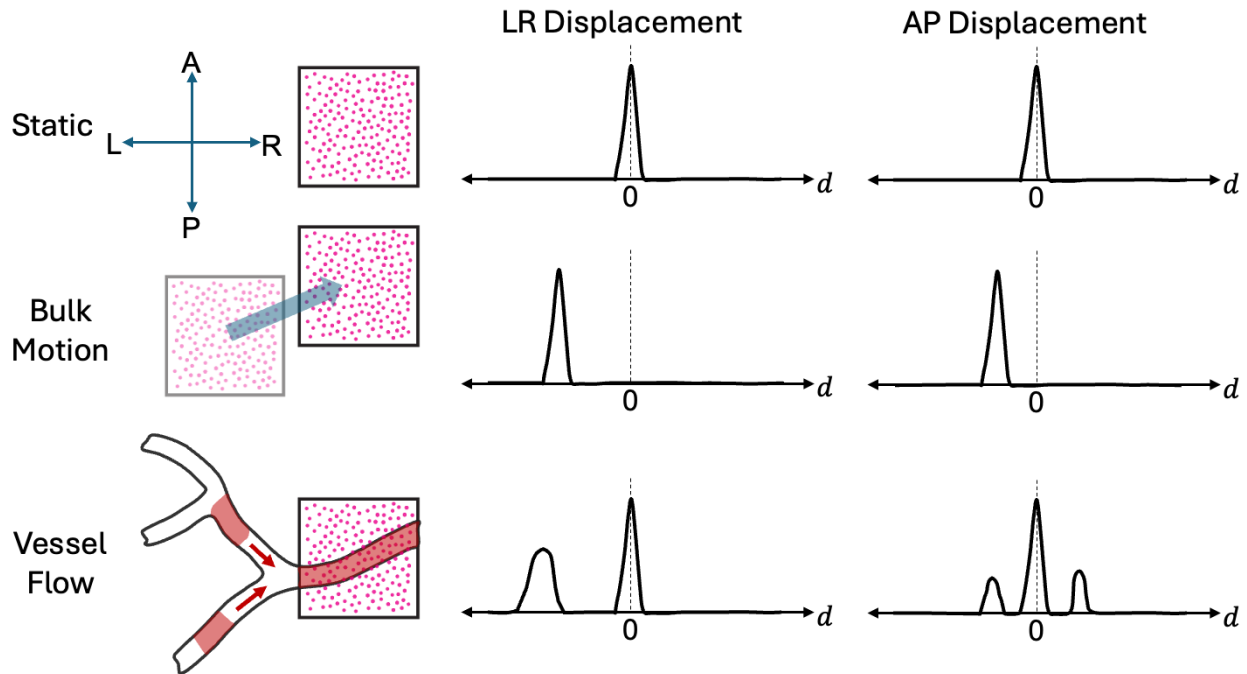 LR Displacement
AP Displacement
Static
A
L
R
P
0
d
0
d
Bulk
Motion
0
d
0
d
Vessel
Flow
0
d
0
d